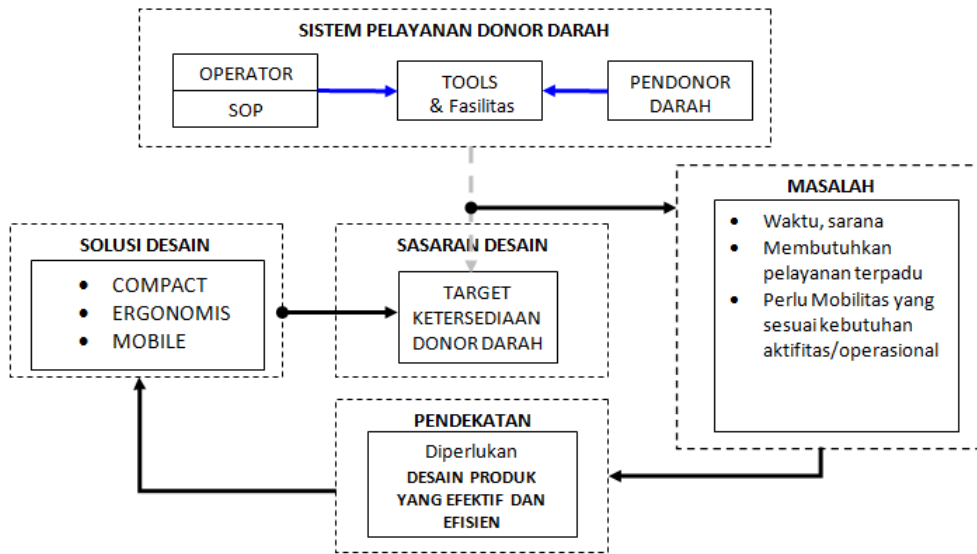 SISTEM PELAYANAN DONOR DARAH
OPERATOR
SOP
TOOLS
& Fasilitas
PENDONOR
DARAH
MASALAH
• Waktu, sarana
• Membutuhkan
pelayanan terpadu
• Perlu Mobilitas yang
sesuai kebutuhan
aktifitas/operasional
SOLUSI DESAIN
• COMPACT
• ERGONOMIS
• MOBILE
SASARAN DESAIN
TARGET
KETERSEDIAAN
DONOR DARAH
PENDEKATAN
Diperlukan
DESAIN PRODUK
YANG EFEKTIF DAN
EFISIEN